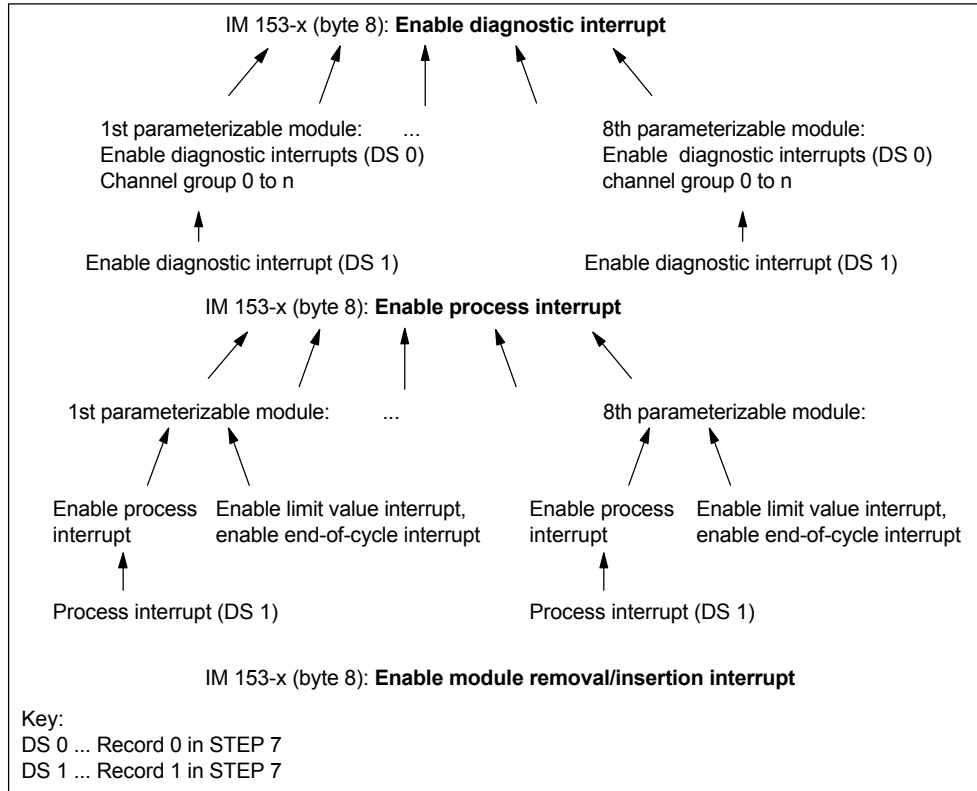 IM 153-x (byte 8): Enable diagnostic interrupt
1st parameterizable module: ...
Enable diagnostic interrupts (DS 0)
Channel group 0 to n
8th parameterizable module:
Enable diagnostic interrupts (DS 0)
channel group 0 to n
Enable diagnostic interrupt (DS 1)
Enable diagnostic interrupt (DS 1)
IM 153-x (byte 8): Enable process interrupt
1st parameterizable module: ...
8th parameterizable module:
Enable process
interrupt
Enable limit value interrupt,
enable end-of-cycle interrupt
Enable process
interrupt
Enable limit value interrupt,
enable end-of-cycle interrupt
Process interrupt (DS 1)
Process interrupt (DS 1)
IM 153-x (byte 8): Enable module removal/insertion interrupt
Key:
DS 0 ... Record 0 in STEP 7
DS 1 ... Record 1 in STEP 7